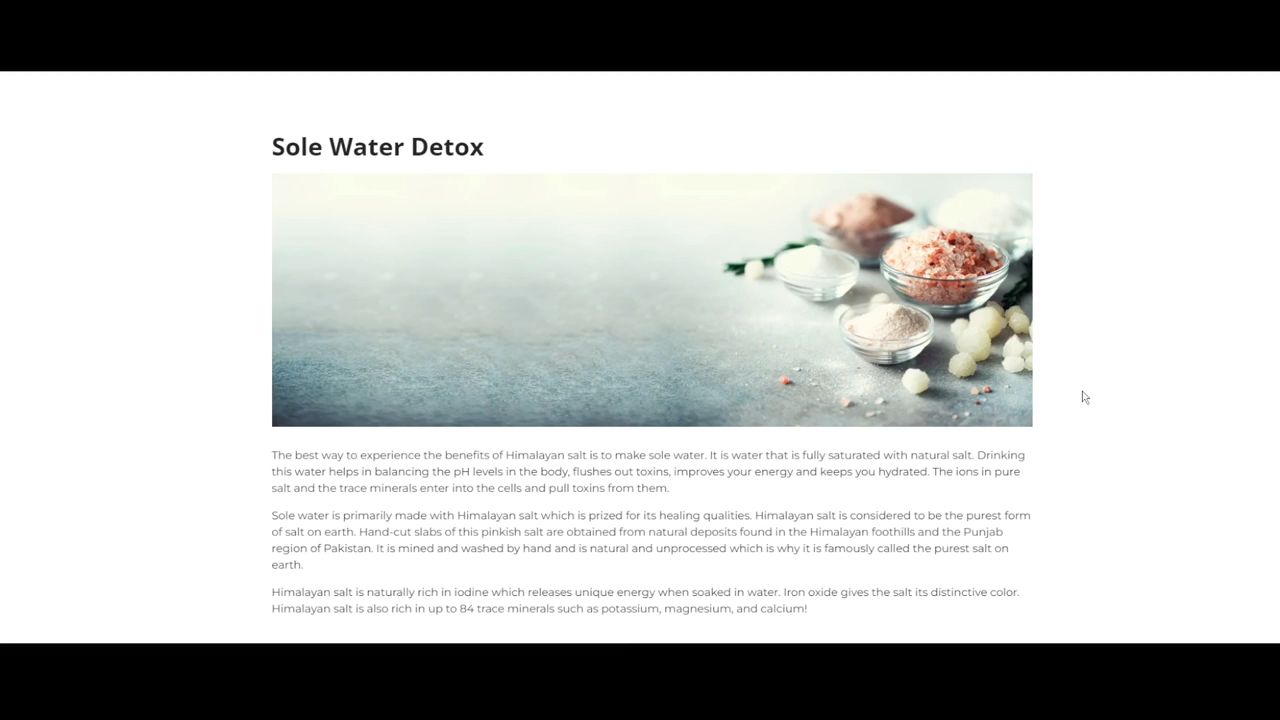 Sole Water Detox
The best way to experience the benefits of Himalayan salt is to make sole water. It is water that is fully saturated with natural salt. Drinking
this water helps in balancing the pH levels in the body, flushes out toxins, improves your energy and keeps you hydrated. The ions in pure
salt and the trace minerals enter into the cells and pull toxins from them.
Sole water is primarily made with Himalayan salt which is prized for its healing qualities. Himalayan salt is considered to be the purest form
of salt on earth. Hand-cut slabs of this pinkish salt are obtained from natural deposits found in the Himalayan foothills and the Punjab
region of Pakistan. It is mined and washed by hand and is natural and unprocessed which is why it is famously called the purest salt on
earth.
Himalayan salt is naturally rich in iodine which releases unique energy when soaked in water. Iron oxide gives the salt its distinctive color.
Himalayan salt is also rich in up to 84 trace minerals such as potassium, magnesium, and calcium!